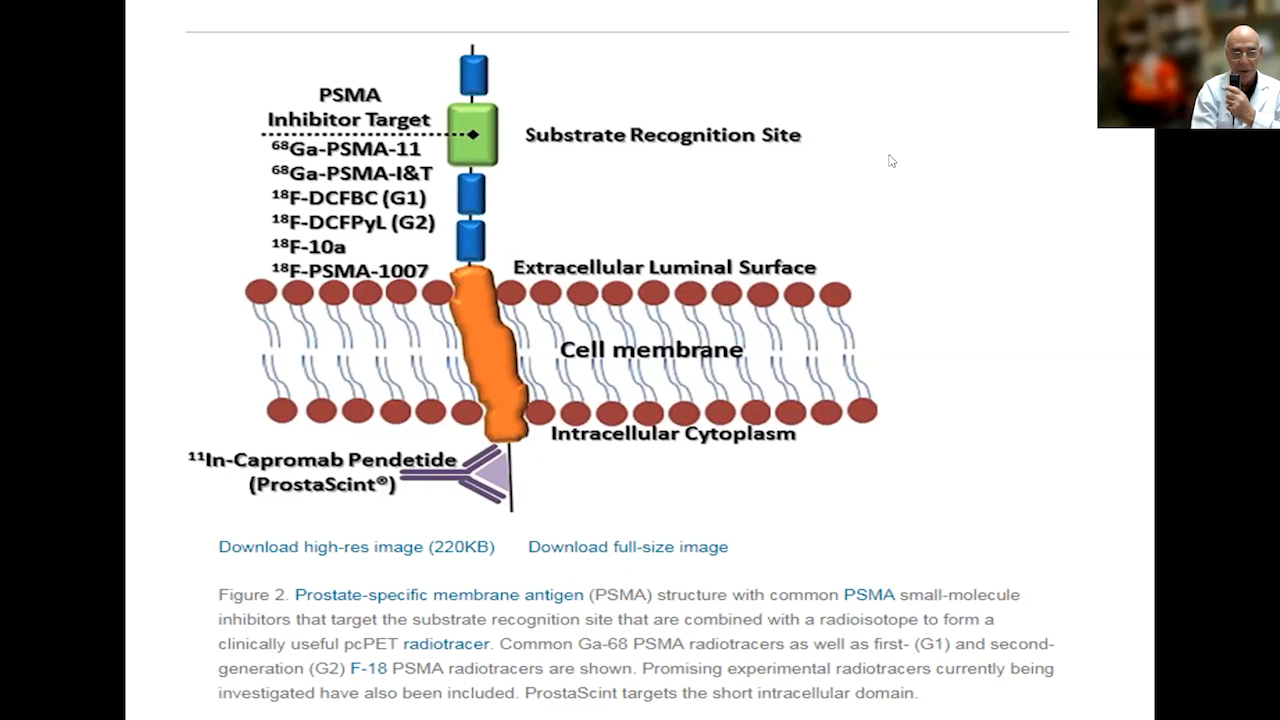 PSMA
Inhibitor Target
⁶⁸Ga-PSMA-11
⁶⁸Ga-PSMA-I&T
¹⁸F-DCFBC (G1)
¹⁸F-DCFPyL (G2)
¹⁸F-10a
¹⁸F-PSMA-1007
Substrate Recognition Site
Extracellular Luminal Surface
Cell membrane
Intracellular Cytoplasm
¹¹In-Capromab Pendetide
(ProstaScint®)
Download high-res image (220KB) Download full-size image
Figure 2. Prostate-specific membrane antigen (PSMA) structure with common PSMA small-molecule
inhibitors that target the substrate recognition site that are combined with a radioisotope to form a
clinically useful pcPET radiotracer. Common Ga-68 PSMA radiotracers as well as first- (G1) and second-
generation (G2) F-18 PSMA radiotracers are shown. Promising experimental radiotracers currently being
investigated have also been included. ProstaScint targets the short intracellular domain.